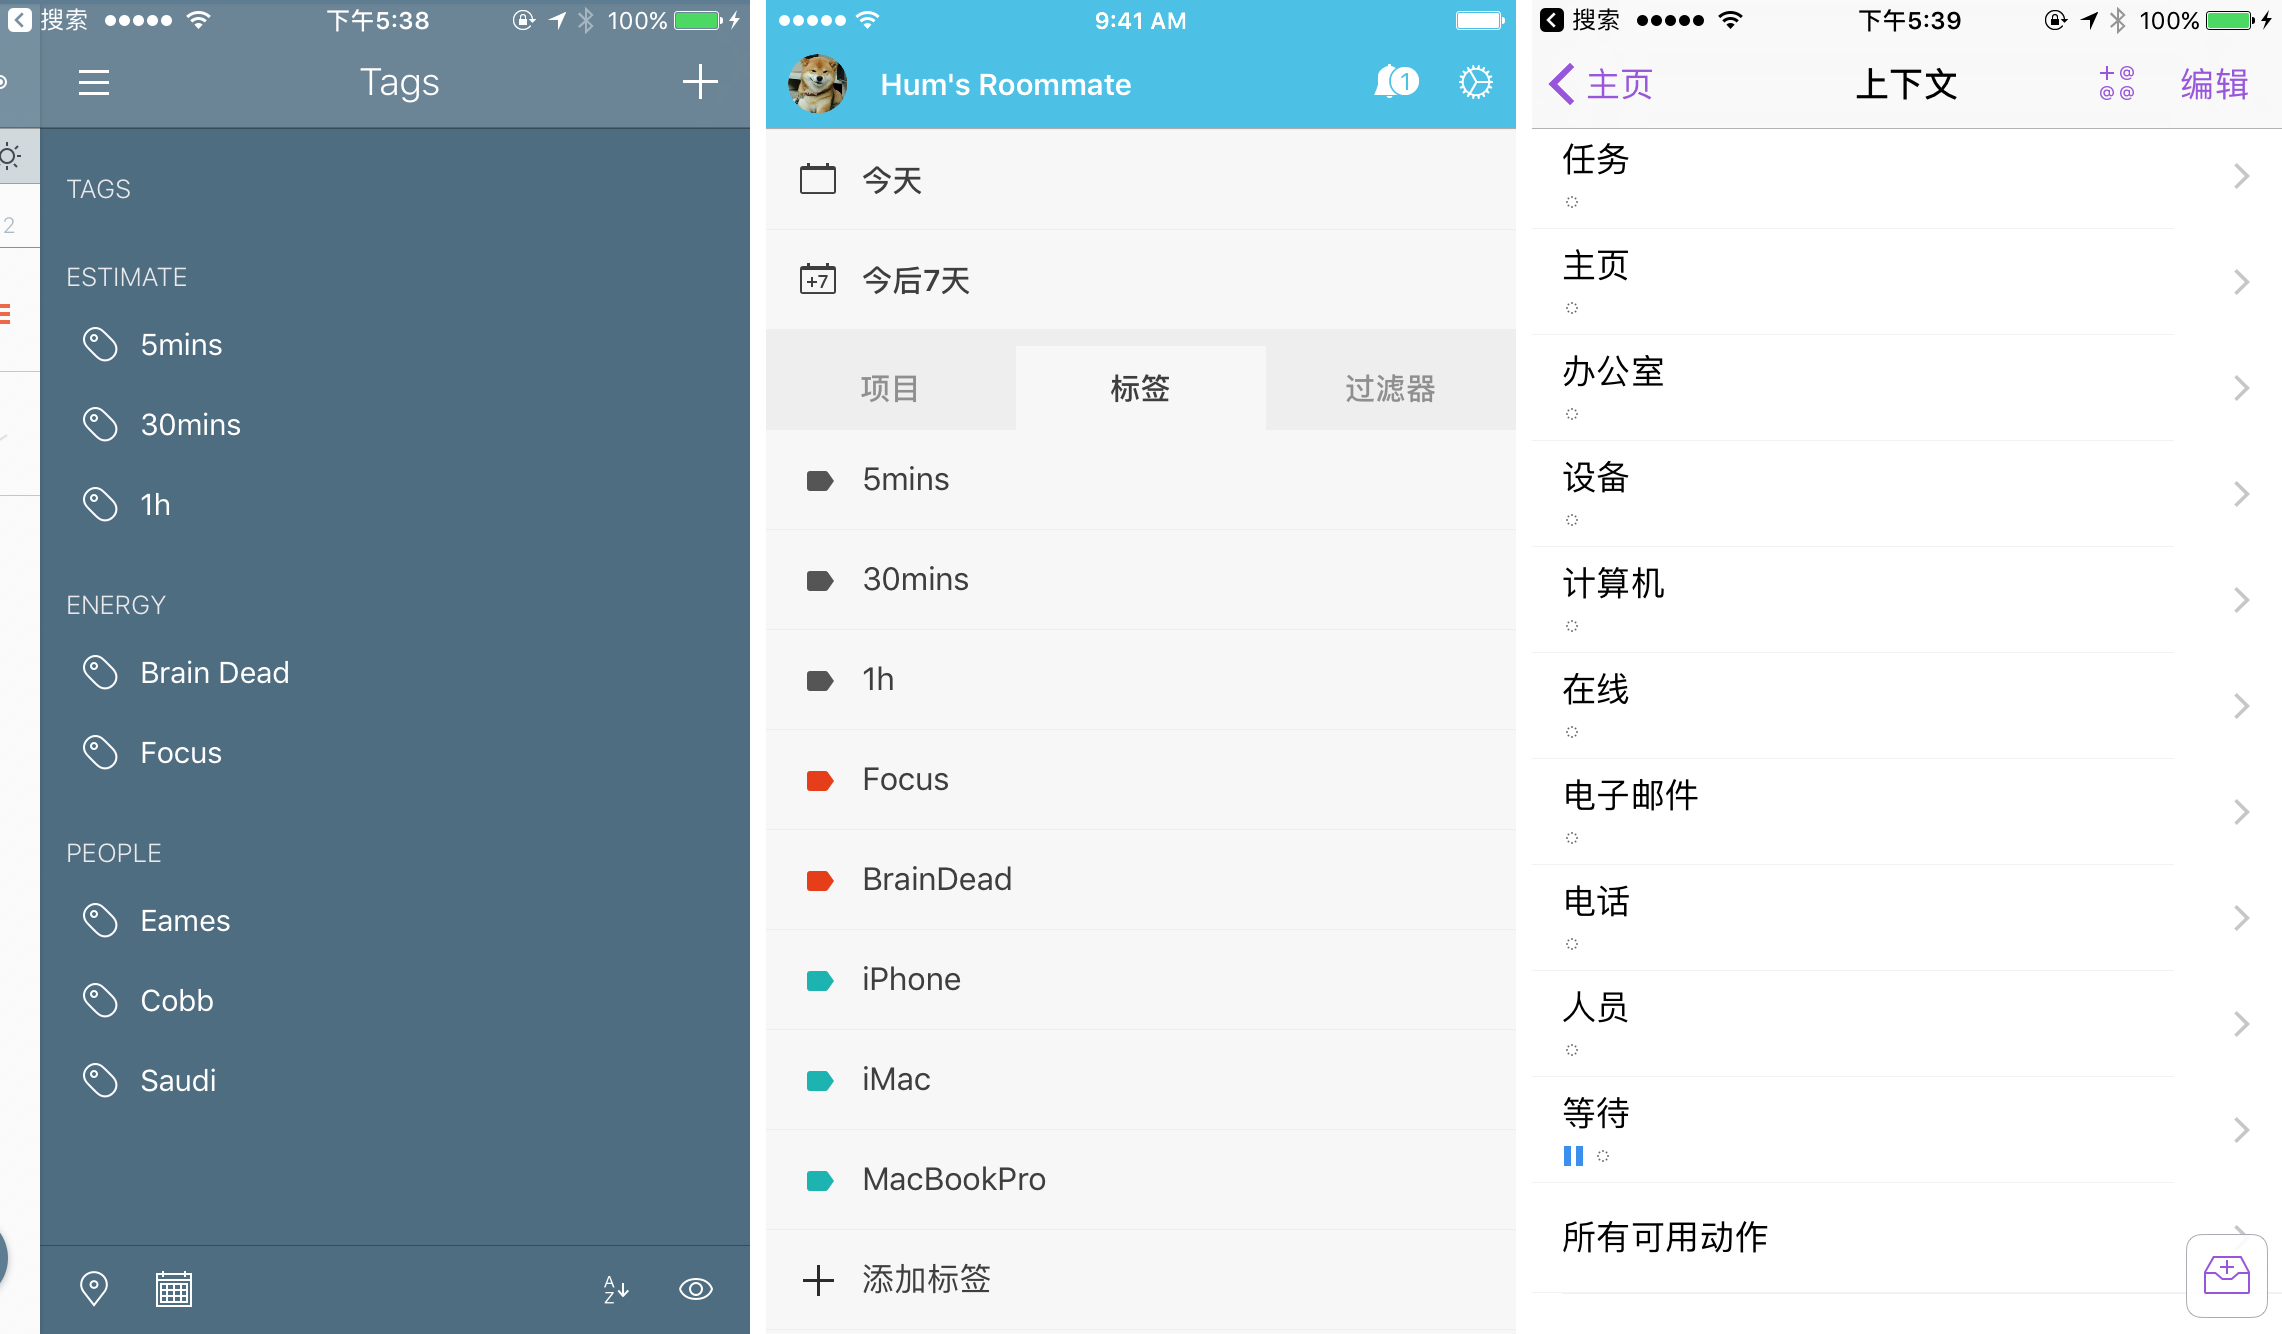 搜索
下午5:38
100%
Tags
2
TAGS
ESTIMATE
5mins
30mins
1h
ENERGY
Brain Dead
Focus
PEOPLE
Eames
Cobb
Saudi
A
Z
9:41 AM
Hum's Roommate
1
今天
+7
今后7天
项目
标签
过滤器
5mins
30mins
1h
Focus
BrainDead
iPhone
iMac
MacBookPro
添加标签
搜索
下午5:39
100%
主页
上下文
+@
@@
编辑
任务
主页
办公室
设备
计算机
在线
电子邮件
电话
人员
等待
所有可用动作